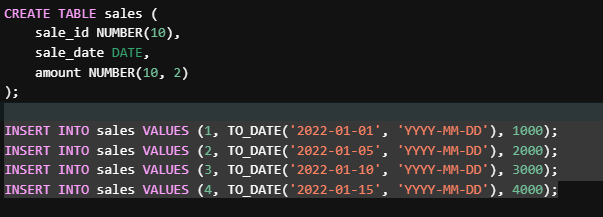 CREATE TABLE sales (
    sale_id NUMBER(10),
    sale_date DATE,
    amount NUMBER(10, 2)
);
INSERT INTO sales VALUES (1, TO_DATE('2022-01-01', 'YYYY-MM-DD'), 1000);
INSERT INTO sales VALUES (2, TO_DATE('2022-01-05', 'YYYY-MM-DD'), 2000);
INSERT INTO sales VALUES (3, TO_DATE('2022-01-10', 'YYYY-MM-DD'), 3000);
INSERT INTO sales VALUES (4, TO_DATE('2022-01-15', 'YYYY-MM-DD'), 4000);